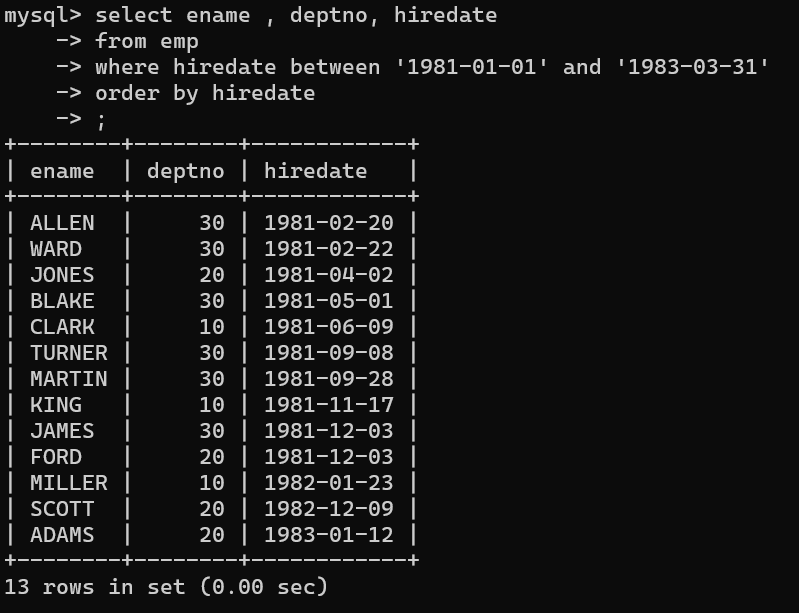 mysql> select ename , deptno, hiredate
    -> from emp
    -> where hiredate between '1981-01-01' and '1983-03-31'
    -> order by hiredate
    -> ;
+--------+--------+------------+
| ename  | deptno | hiredate   |
+--------+--------+------------+
| ALLEN  |     30 | 1981-02-20 |
| WARD   |     30 | 1981-02-22 |
| JONES  |     20 | 1981-04-02 |
| BLAKE  |     30 | 1981-05-01 |
| CLARK  |     10 | 1981-06-09 |
| TURNER |     30 | 1981-09-08 |
| MARTIN |     30 | 1981-09-28 |
| KING   |     10 | 1981-11-17 |
| JAMES  |     30 | 1981-12-03 |
| FORD   |     20 | 1981-12-03 |
| MILLER |     10 | 1982-01-23 |
| SCOTT  |     20 | 1982-12-09 |
| ADAMS  |     20 | 1983-01-12 |
+--------+--------+------------+
13 rows in set (0.00 sec)